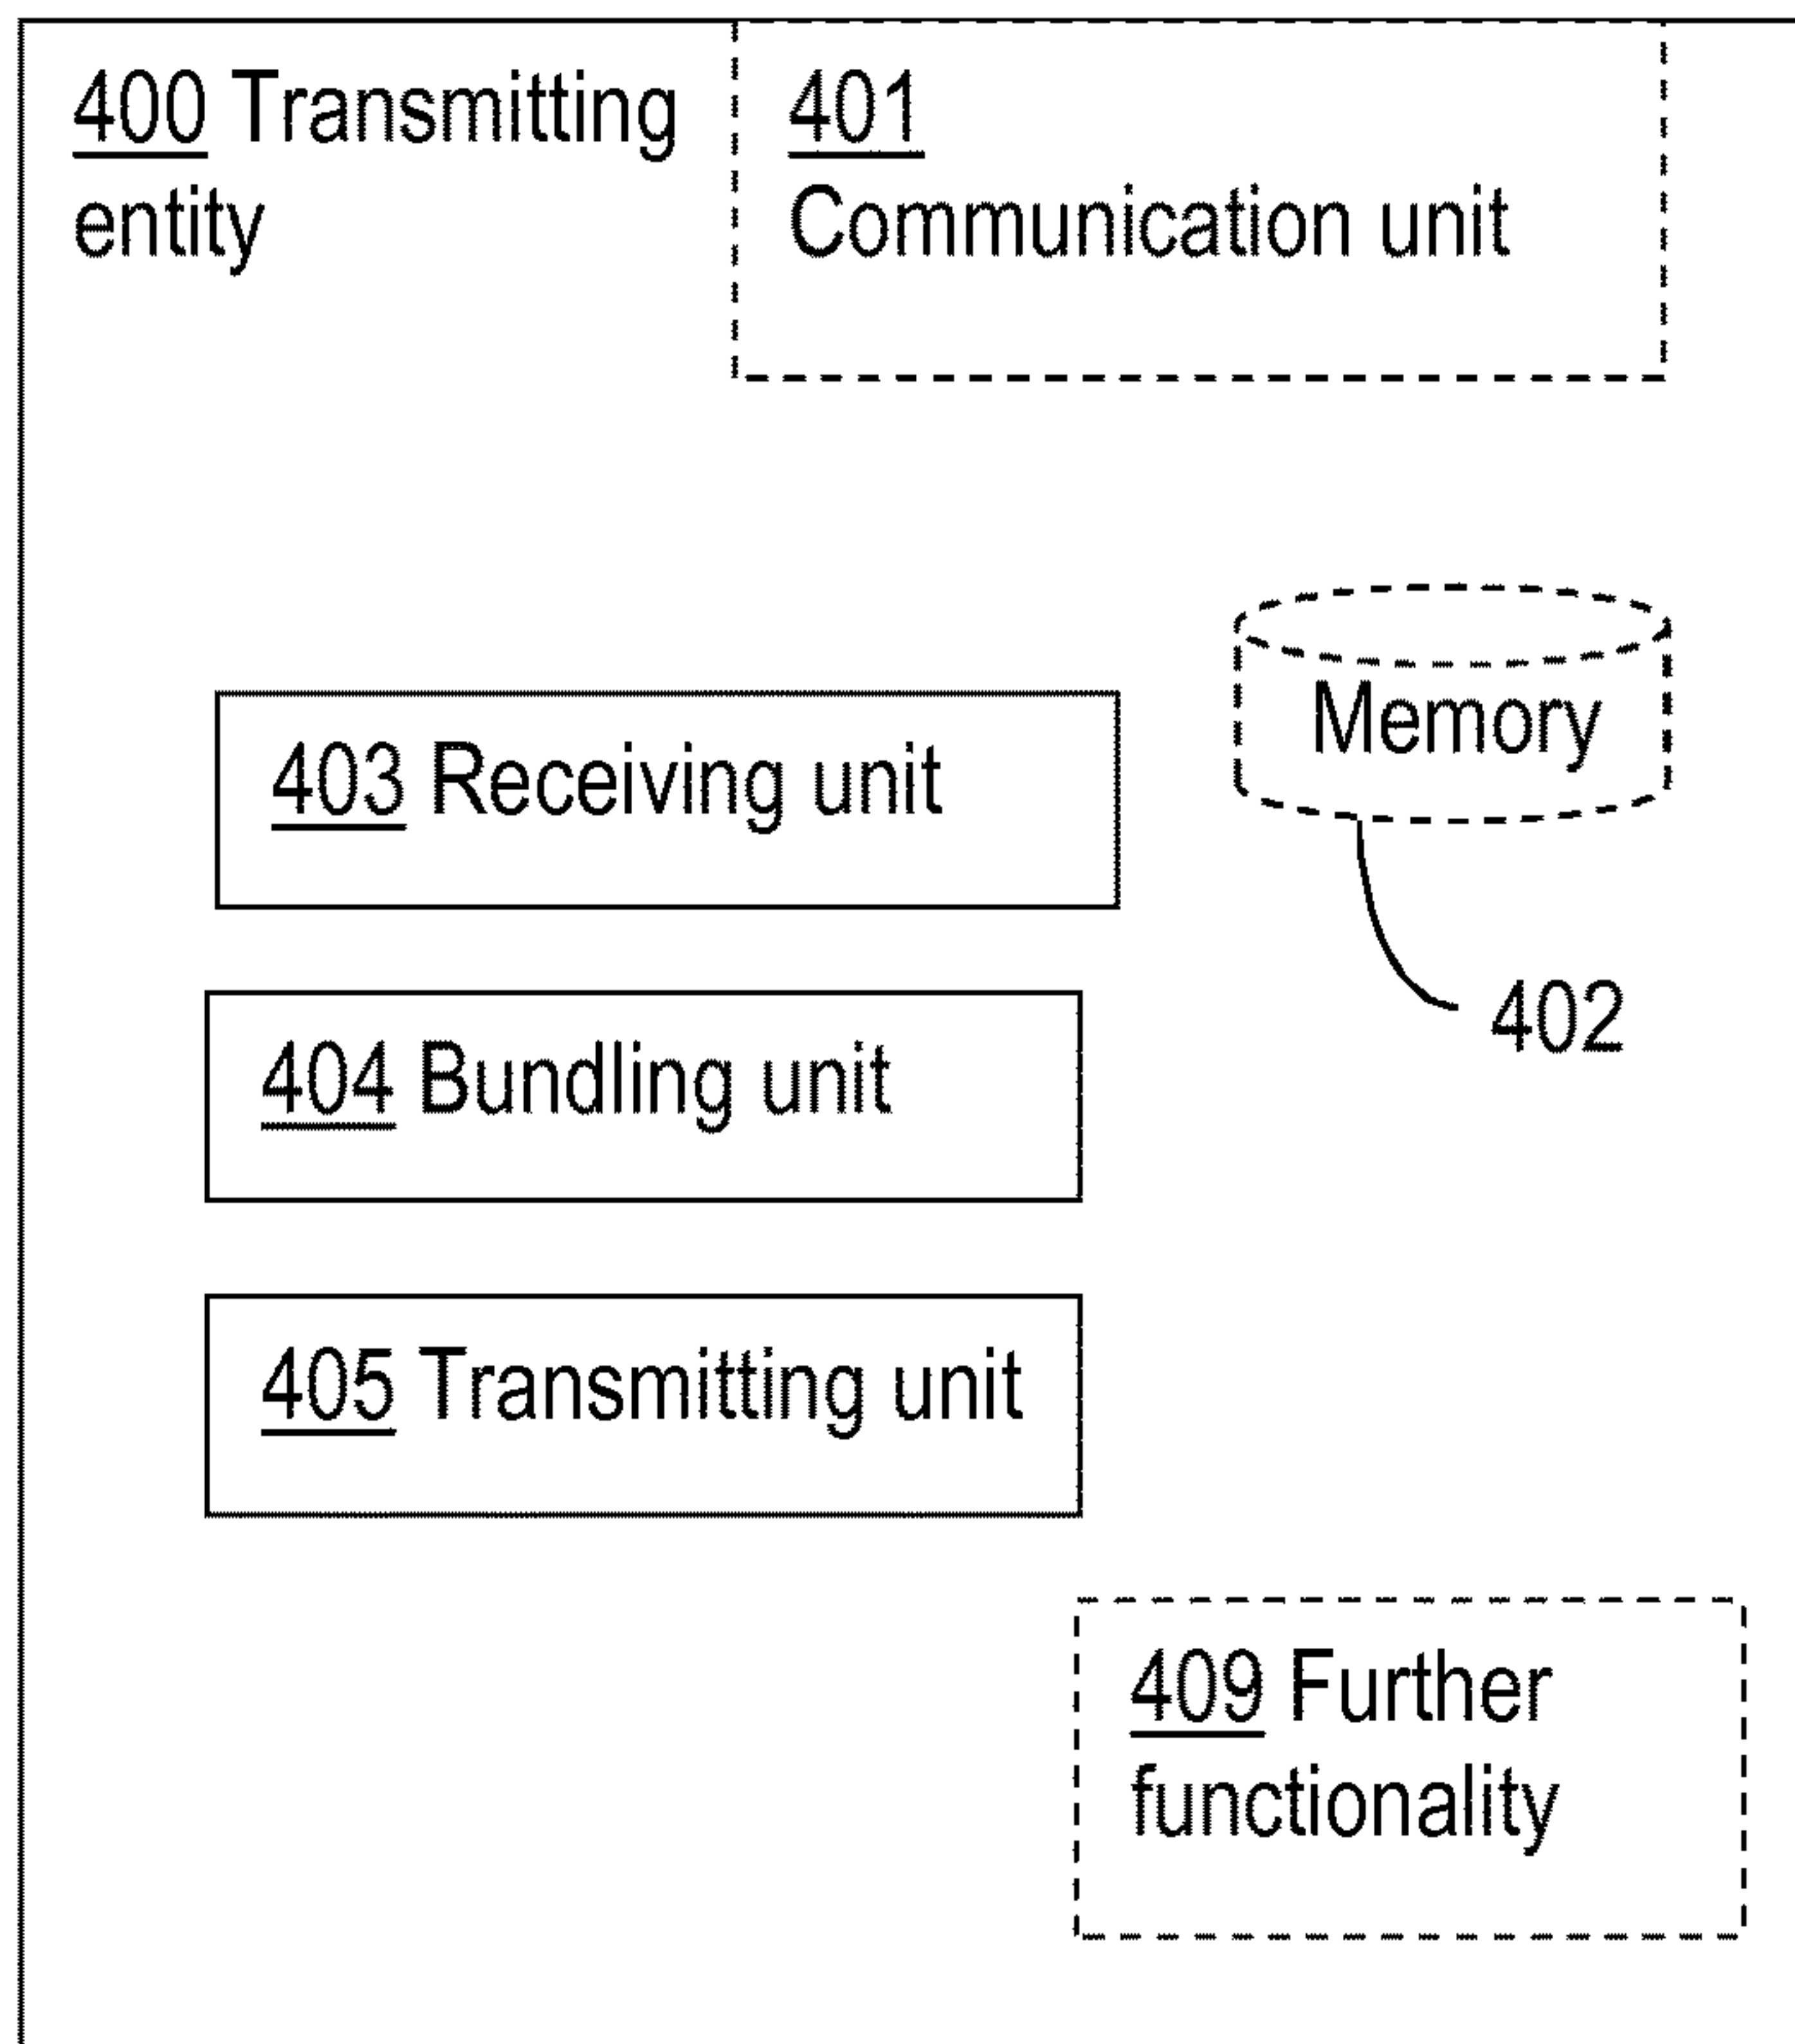 400 Transmitting
entity
401
Communication unit
Memory
403 Receiving unit
402
404 Bundling unit
405 Transmitting unit
409 Further
functionality